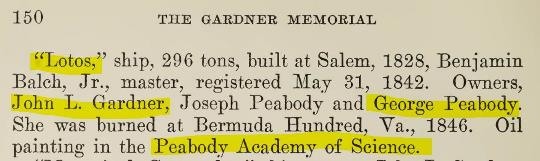 150 THE GARDNER MEMORIAL
“Lotos,” ship, 296 tons, built at Salem, 1828, Benjamin
Balch, Jr., master, registered May 31, 1842. Owners,
John L. Gardner, Joseph Peabody and George Peabody.
She was burned at Bermuda Hundred, Va., 1846. Oil
painting in the Peabody Academy of Science.